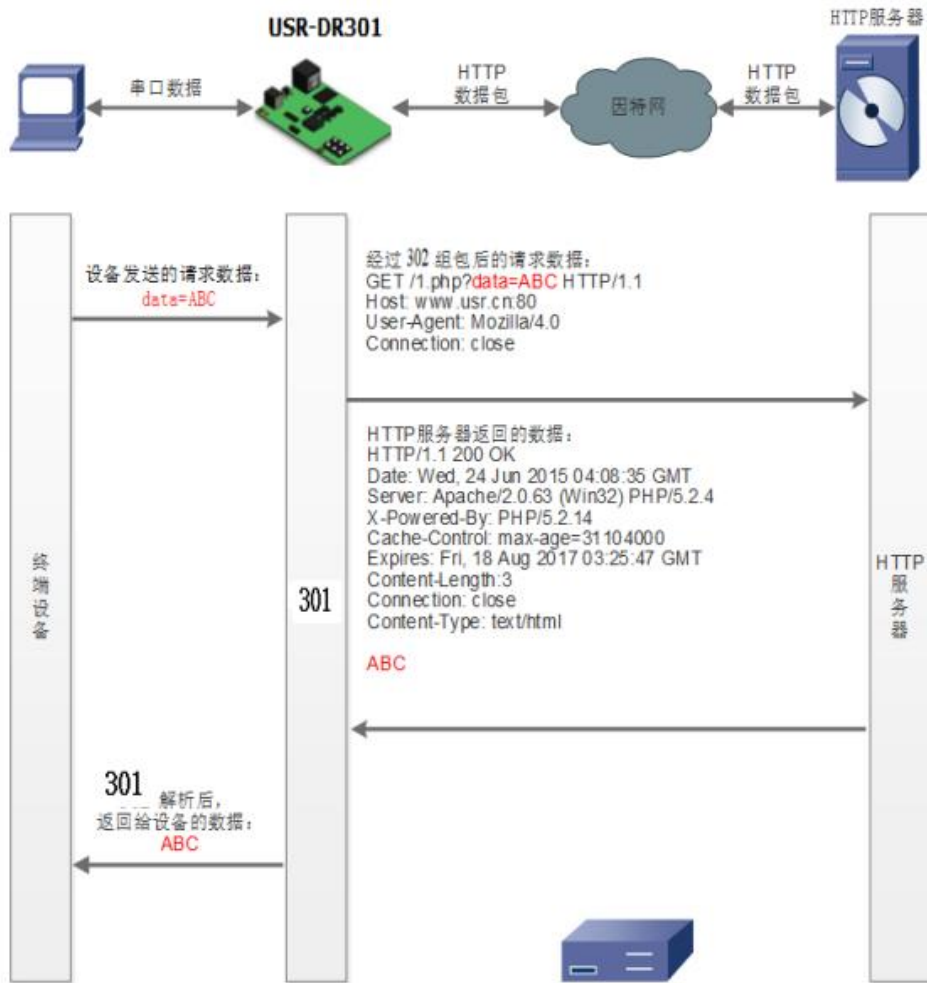 HTTP服务器
USR-DR301
串口数据
HTTP
数据包
因特网
HTTP
数据包
设备发送的请求数据：
data=ABC
经过 302 组包后的请求数据：
GET /1.php?data=ABC HTTP/1.1
Host: www.usr.cn:80
User-Agent: Mozilla/4.0
Connection: close
HTTP服务器返回的数据：
HTTP/1.1 200 OK
Date: Wed, 24 Jun 2015 04:08:35 GMT
Server: Apache/2.0.63 (Win32) PHP/5.2.4
X-Powered-By: PHP/5.2.14
Cache-Control: max-age=31104000
Expires: Fri, 18 Aug 2017 03:25:47 GMT
Content-Length:3
Connection: close
Content-Type: text/html
ABC
终
端
设
备
301
HTTP
服
务
器
301
解析后，
返回给设备的数据：
ABC